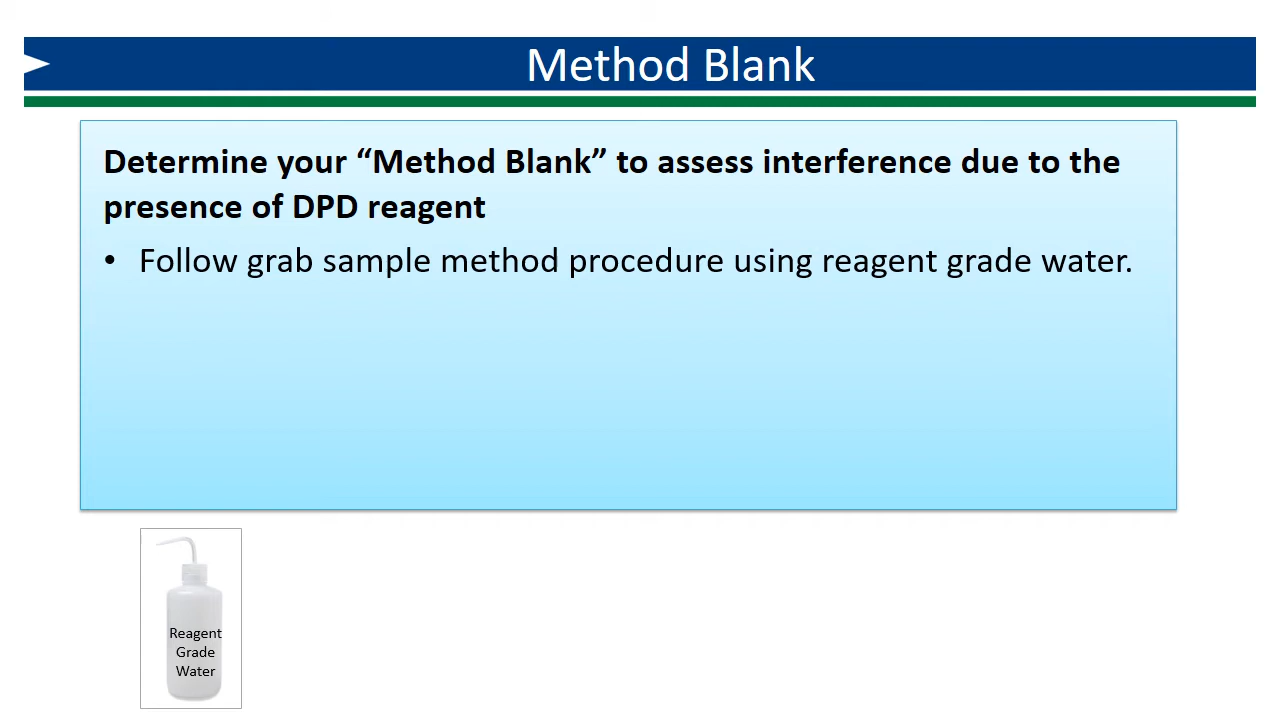 Method Blank
Determine your “Method Blank” to assess interference due to the
presence of DPD reagent
• Follow grab sample method procedure using reagent grade water.
Reagent
Grade
Water